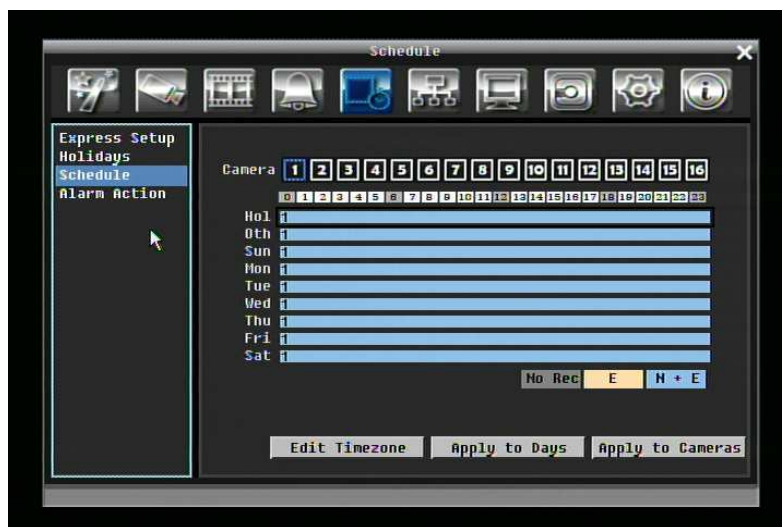 Schedule
Express Setup
Holidays
Schedule
Alarm Action
Camera 1 2 3 4 5 6 7 8 9 10 11 12 13 14 15 16
0 1 2 3 4 5 6 7 8 9 10 11 12 13 14 15 16 17 18 19 20 21 22 23
Hol 1
Oth 1
Sun 1
Mon 1
Tue 1
Wed 1
Thu 1
Fri 1
Sat 1
No Rec E N + E
Edit Timezone Apply to Days Apply to Cameras